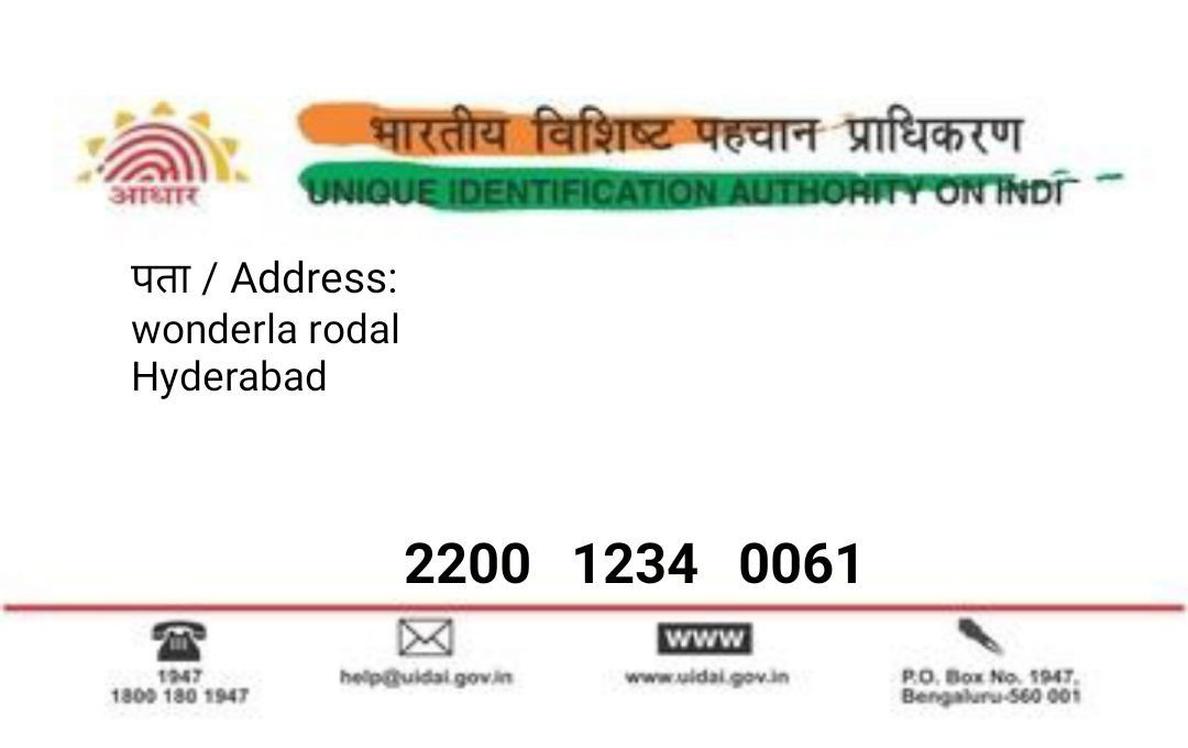 आधार
भारतीय विशिष्ट पहचान प्राधिकरण
UNIQUE IDENTIFICATION AUTHORITY ON INDI
पता / Address:
wonderla rodal
Hyderabad
2200 1234 0061
1947
1800 180 1947
help@uidai.gov.in
WWW
www.uidai.gov.in
P.O. Box No. 1947,
Bengaluru-560 001